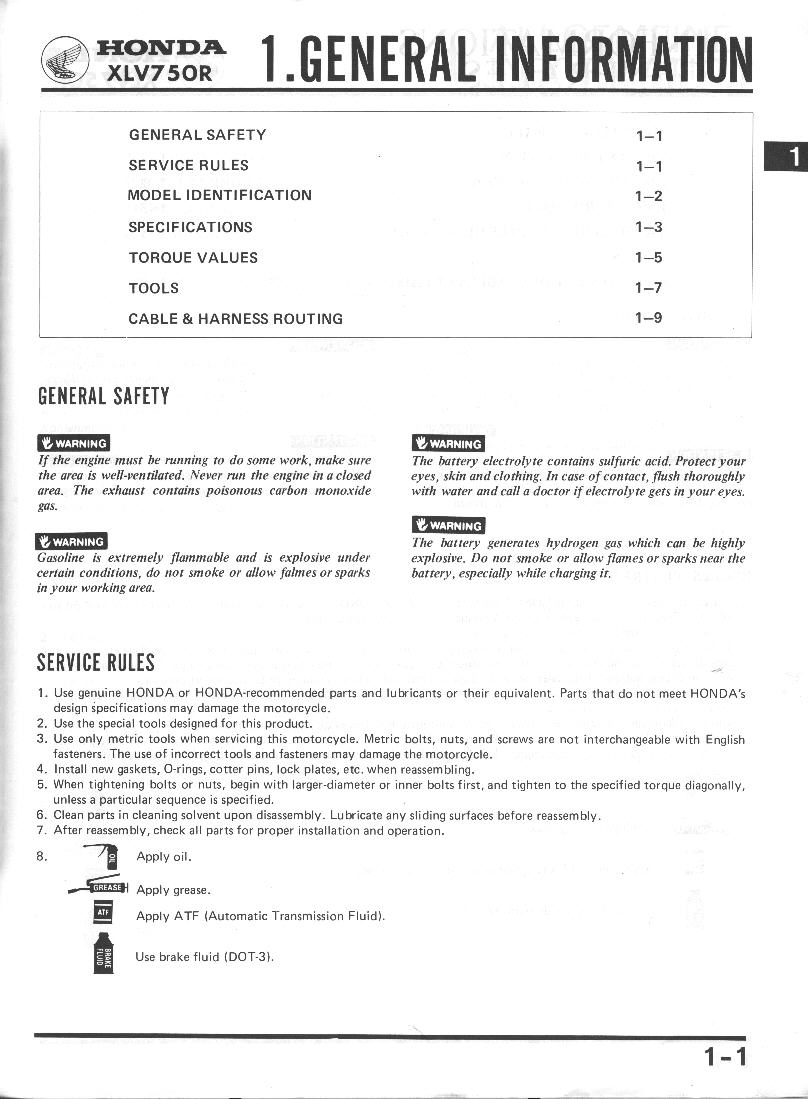 HONDA
XLV750R
1.GENERAL INFORMATION
GENERAL SAFETY 1–1
SERVICE RULES 1–1
MODEL IDENTIFICATION 1–2
SPECIFICATIONS 1–3
TORQUE VALUES 1–5
TOOLS 1–7
CABLE & HARNESS ROUTING 1–9
1
GENERAL SAFETY
WARNING
If the engine must be running to do some work, make sure
the area is well-ventilated. Never run the engine in a closed
area. The exhaust contains poisonous carbon monoxide
gas.
WARNING
Gasoline is extremely flammable and is explosive under
certain conditions, do not smoke or allow falmes or sparks
in your working area.
WARNING
The battery electrolyte contains sulfuric acid. Protect your
eyes, skin and clothing. In case of contact, flush thoroughly
with water and call a doctor if electrolyte gets in your eyes.
WARNING
The battery generates hydrogen gas which can be highly
explosive. Do not smoke or allow flames or sparks near the
battery, especially while charging it.
SERVICE RULES
1. Use genuine HONDA or HONDA-recommended parts and lubricants or their equivalent. Parts that do not meet HONDA's
design specifications may damage the motorcycle.
2. Use the special tools designed for this product.
3. Use only metric tools when servicing this motorcycle. Metric bolts, nuts, and screws are not interchangeable with English
fasteners. The use of incorrect tools and fasteners may damage the motorcycle.
4. Install new gaskets, O-rings, cotter pins, lock plates, etc. when reassembling.
5. When tightening bolts or nuts, begin with larger-diameter or inner bolts first, and tighten to the specified torque diagonally,
unless a particular sequence is specified.
6. Clean parts in cleaning solvent upon disassembly. Lubricate any sliding surfaces before reassembly.
7. After reassembly, check all parts for proper installation and operation.
8. OIL Apply oil.
GREASE Apply grease.
ATF Apply ATF (Automatic Transmission Fluid).
BRAKE FLUID Use brake fluid (DOT-3).
1-1